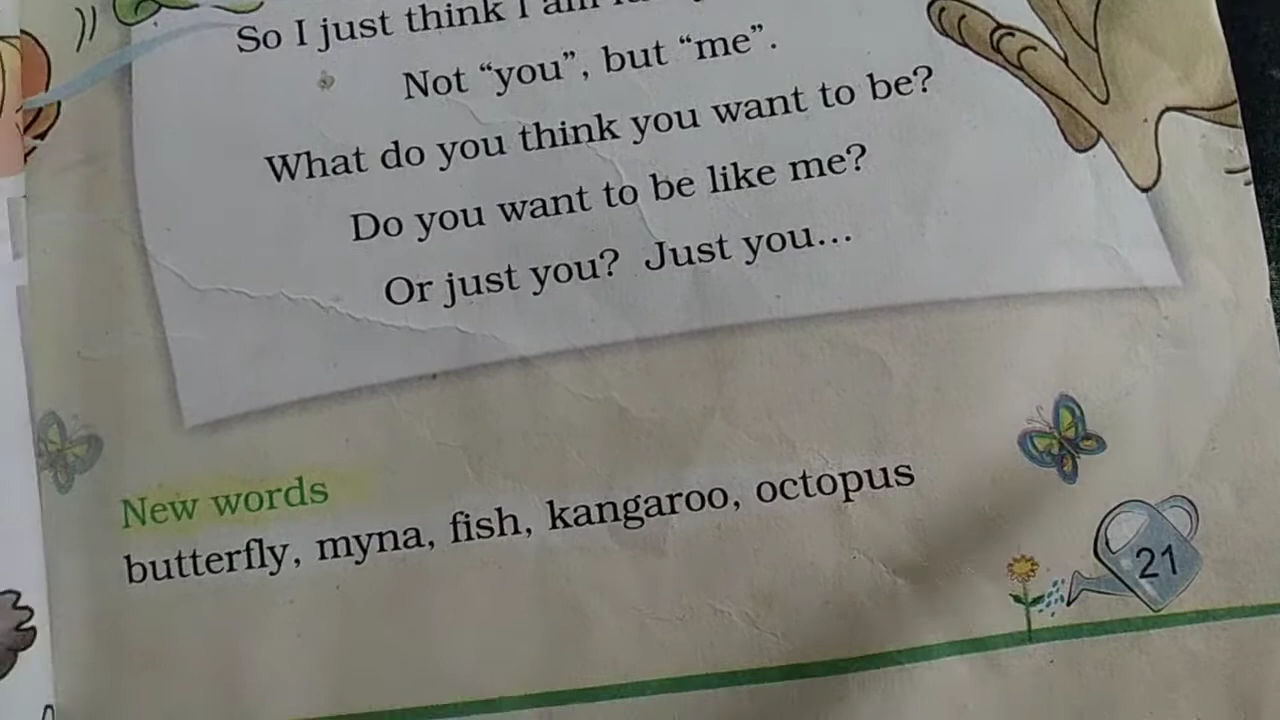 So I just think I am
Not “you”, but “me”.
What do you think you want to be?
Do you want to be like me?
Or just you? Just you...
New words
butterfly, myna, fish, kangaroo, octopus
21